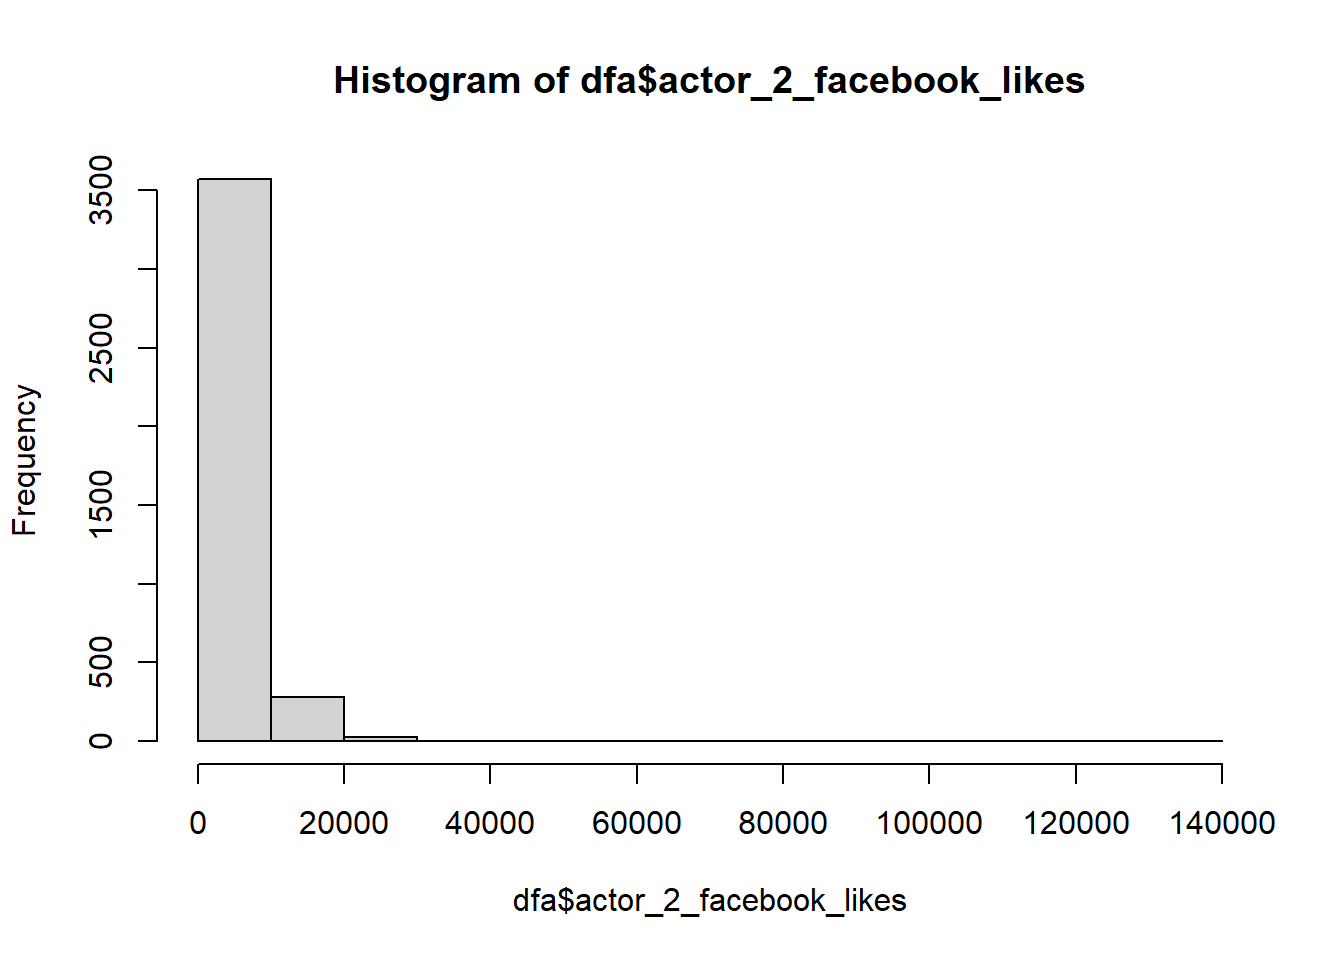 Histogram of dfa$actor_2_facebook_likes
Frequency
3500
2500
1500
500
0
0 20000 40000 60000 80000 100000 120000 140000
dfa$actor_2_facebook_likes